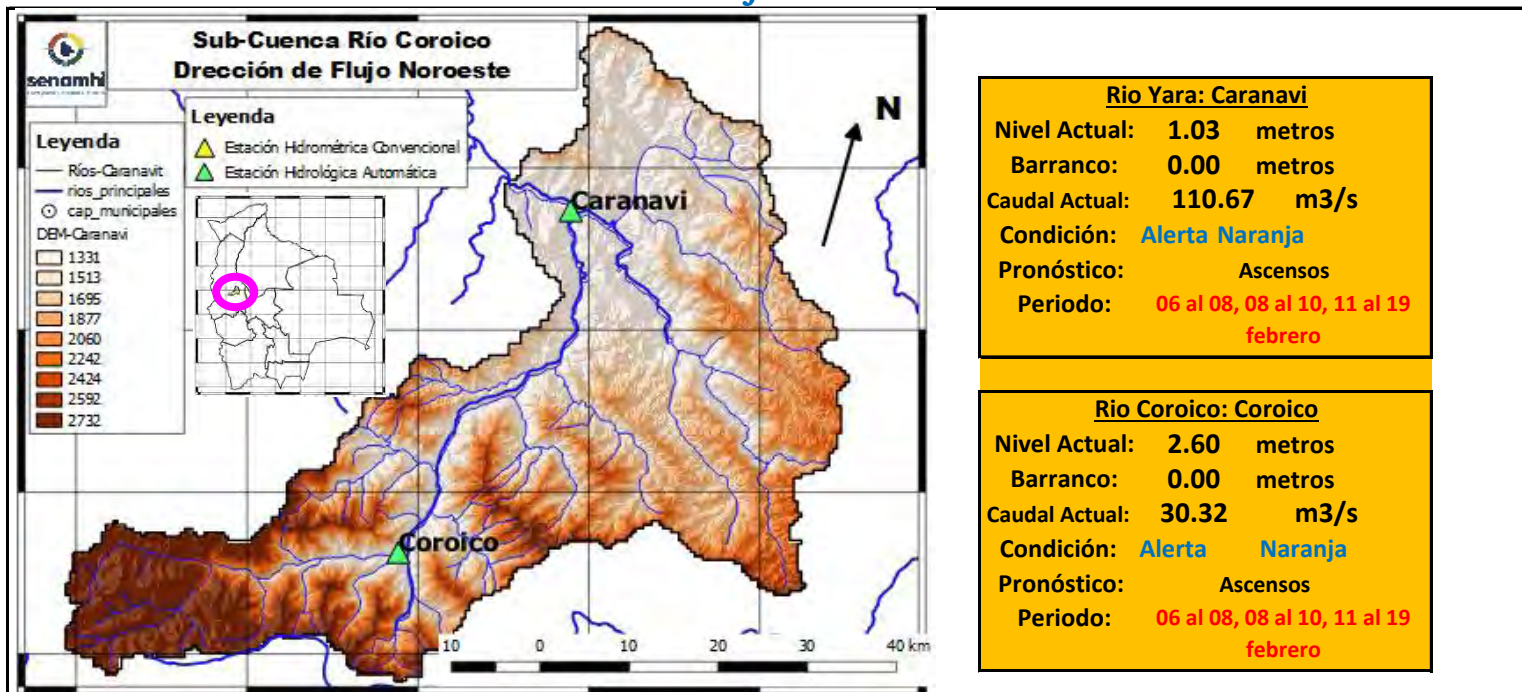 senamhi
Sub-Cuenca Río Coroico
Drección de Flujo Noroeste
Leyenda
Ríos-Caranavit
rios_principales
cap_municipales
DEM-Caranavi
1331
1513
1695
1877
2060
2242
2424
2592
2732
Leyenda
Estación Hidrométrica Convencional
Estación Hidrológica Automática
N
Caranavi
Coroico
10 0 10 20 30 40 km
Rio Yara: Caranavi
Nivel Actual: 1.03 metros
Barranco: 0.00 metros
Caudal Actual: 110.67 m3/s
Condición: Alerta Naranja
Pronóstico: Ascensos
Periodo: 06 al 08, 08 al 10, 11 al 19
febrero
Rio Coroico: Coroico
Nivel Actual: 2.60 metros
Barranco: 0.00 metros
Caudal Actual: 30.32 m3/s
Condición: Alerta Naranja
Pronóstico: Ascensos
Periodo: 06 al 08, 08 al 10, 11 al 19
febrero